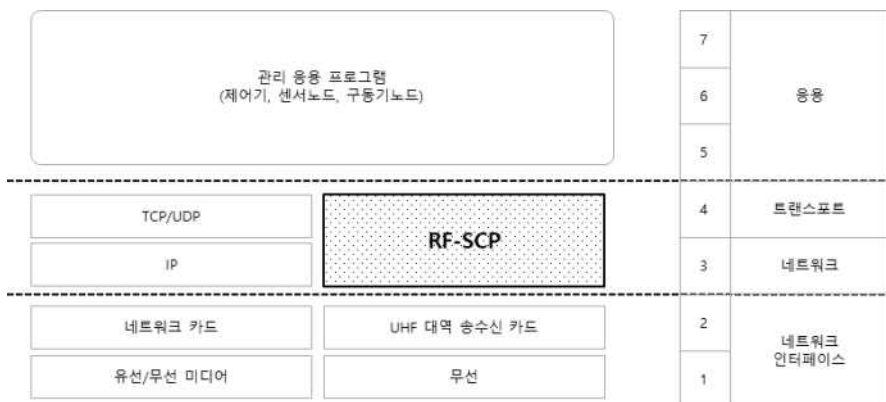 관리 응용 프로그램
(제어기, 센서노드, 구동기노드)
7
6
5
응용
TCP/UDP
IP
RF-SCP
4
트랜스포트
3
네트워크
네트워크 카드
UHF 대역 송수신 카드
유선/무선 미디어
무선
2
1
네트워크
인터페이스